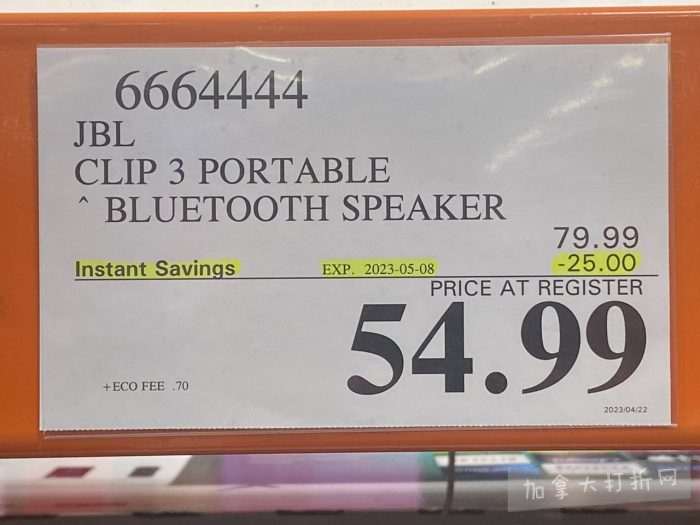 6664444
JBL
CLIP 3 PORTABLE
^ BLUETOOTH SPEAKER
79.99
Instant Savings EXP. 2023-05-08 -25.00
PRICE AT REGISTER
54.99
+ECO FEE .70
2023/04/22
加拿大打折网